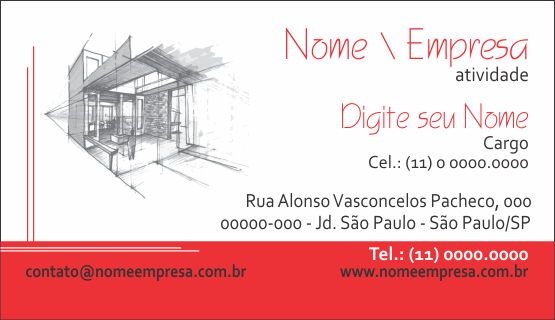 Nome \ Empresa
atividade
Digite seu Nome
Cargo
Cel.: (11) 0 0000.0000
Rua Alonso Vasconcelos Pacheco, 000
00000-000 - Jd. São Paulo - São Paulo/SP
Tel.: (11) 0000.0000
contato@nomeempresa.com.br
www.nomeempresa.com.br